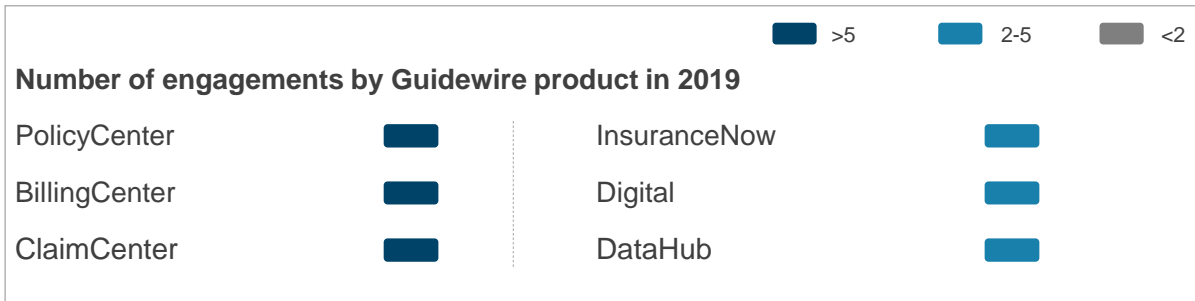 >5 2-5 <2
Number of engagements by Guidewire product in 2019
PolicyCenter InsuranceNow
BillingCenter Digital
ClaimCenter DataHub